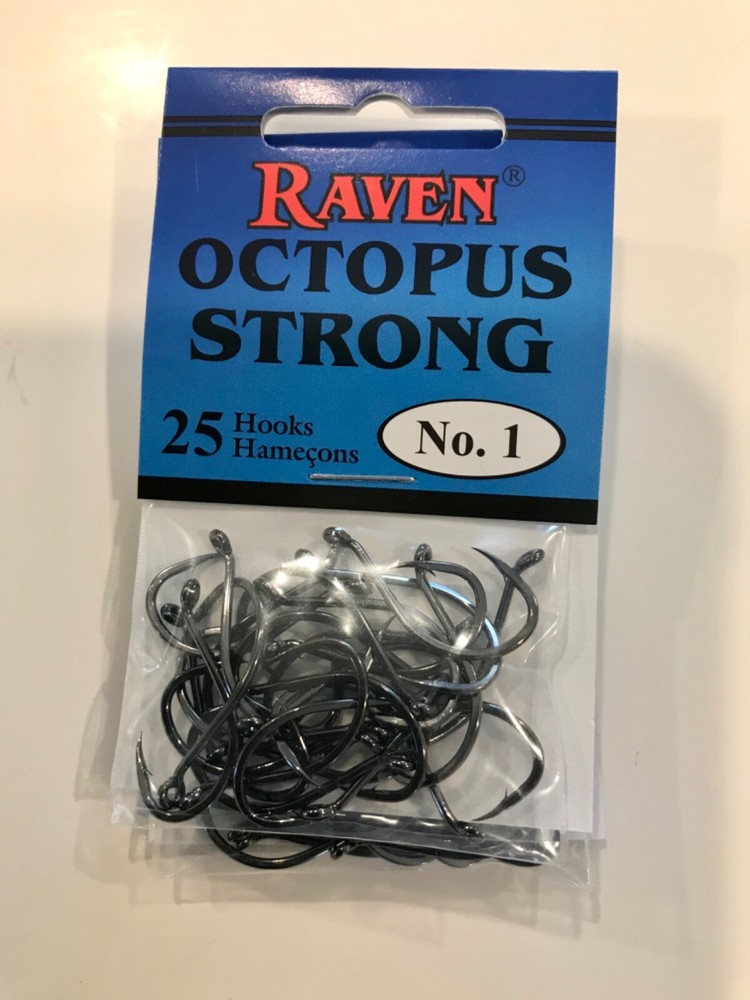 RAVEN®
OCTOPUS
STRONG
25 Hooks
Hameçons
No. 1